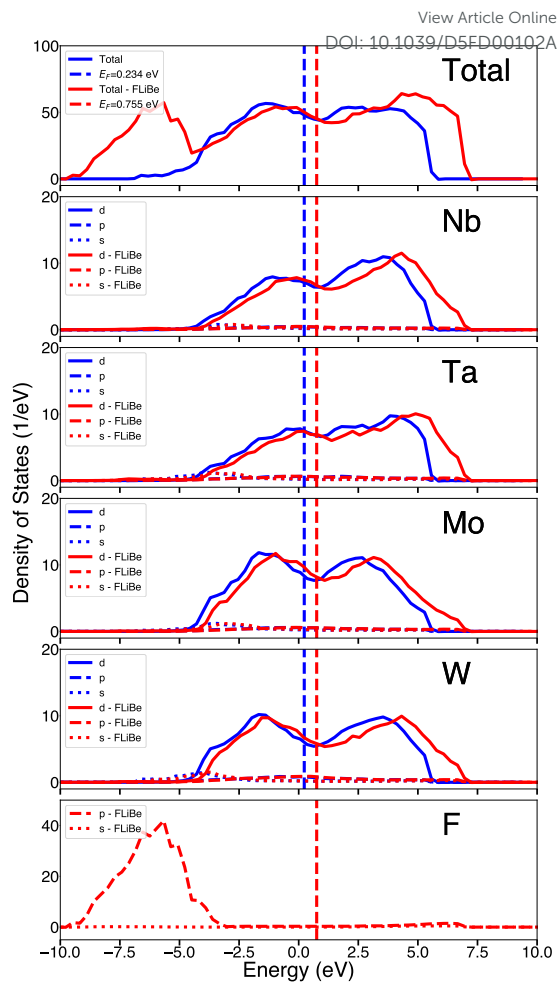 View Article Online
DOI: 10.1039/D5FD00102A
100
50
0
Total
E_F=0.234 eV
Total - FLiBe
E_F=0.755 eV
Total
20
10
0
d
p
s
d - FLiBe
p - FLiBe
s - FLiBe
Nb
20
10
0
d
p
s
d - FLiBe
p - FLiBe
s - FLiBe
Ta
Density of States (1/eV)
20
10
0
d
p
s
d - FLiBe
p - FLiBe
s - FLiBe
Mo
20
10
0
d
p
s
d - FLiBe
p - FLiBe
s - FLiBe
W
40
20
0
p - FLiBe
s - FLiBe
F
−10.0 −7.5 −5.0 −2.5 0.0 2.5 5.0 7.5 10.0
Energy (eV)